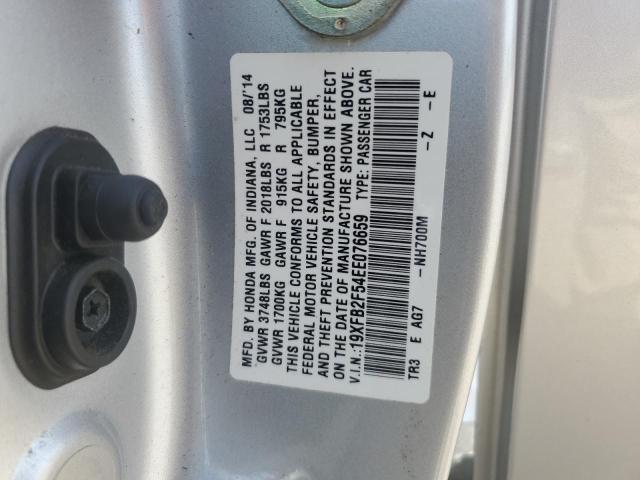 MFD. BY HONDA MFG. OF INDIANA, LLC 08/'14
GVWR 3748LBS GAWR F 2018LBS R 1753LBS
GVWR 1700KG GAWR F 915KG R 795KG
THIS VEHICLE CONFORMS TO ALL APPLICABLE
FEDERAL MOTOR VEHICLE SAFETY, BUMPER,
AND THEFT PREVENTION STANDARDS IN EFFECT
ON THE DATE OF MANUFACTURE SHOWN ABOVE.
V.I.N.:19XFB2F54EE076659 TYPE: PASSENGER CAR
TR3 E AG7 -NH700M -Z -E